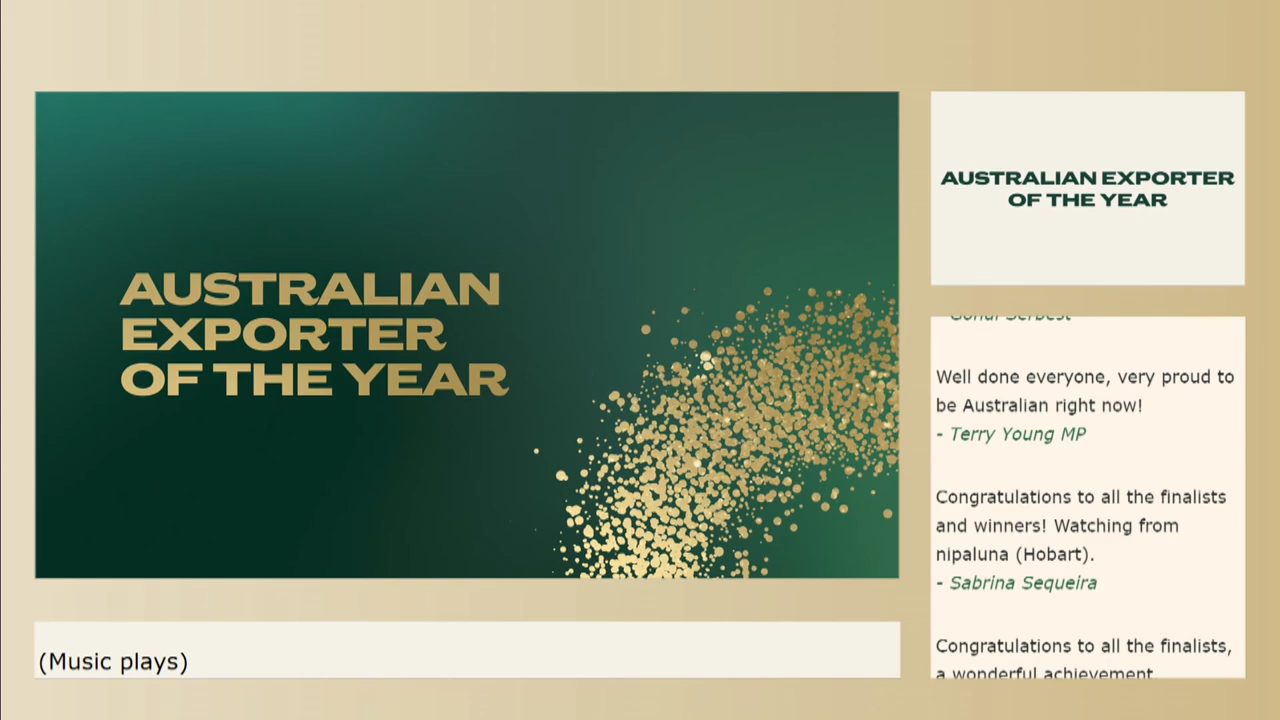 AUSTRALIAN
EXPORTER
OF THE YEAR
(Music plays)
AUSTRALIAN EXPORTER
OF THE YEAR
Well done everyone, very proud to
be Australian right now!
- Terry Young MP
Congratulations to all the finalists
and winners! Watching from
nipaluna (Hobart).
- Sabrina Sequeira
Congratulations to all the finalists,
a wonderful achievement